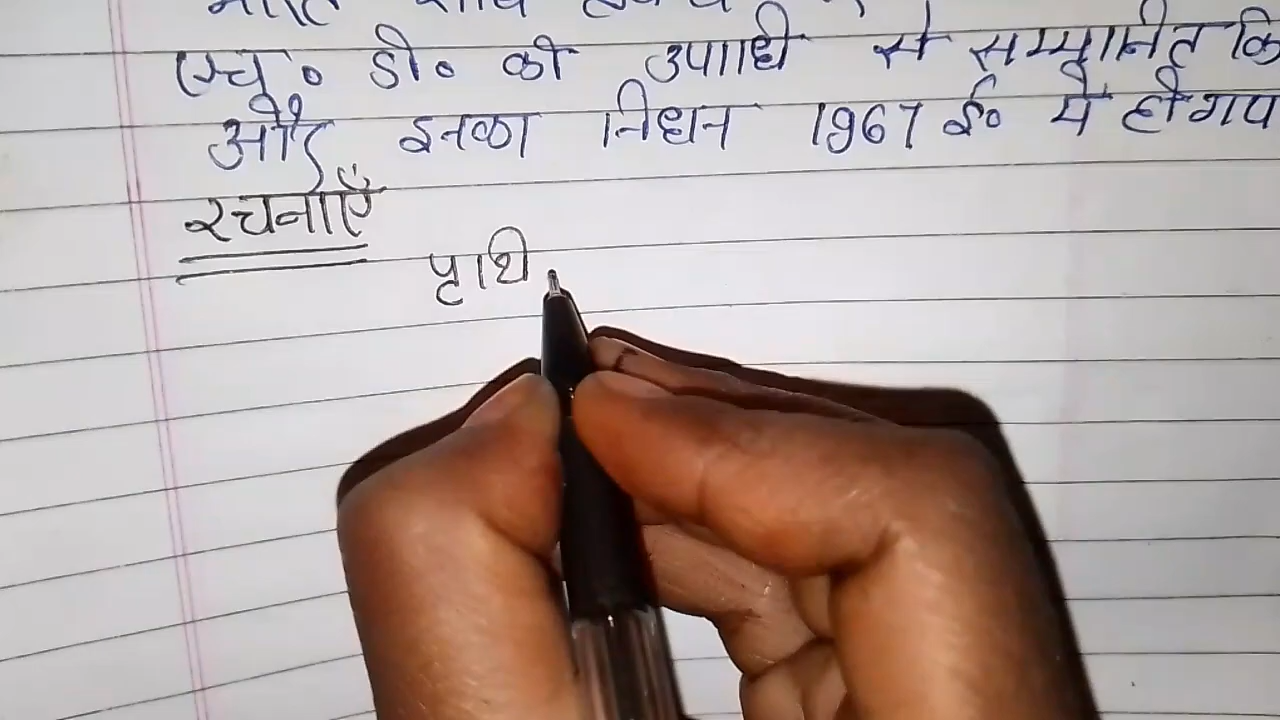 एच० डी० की उपाधी से सम्मानित कि
और इनका निधन 1967 ई० में हो गय
रचनाएँ
पृथि